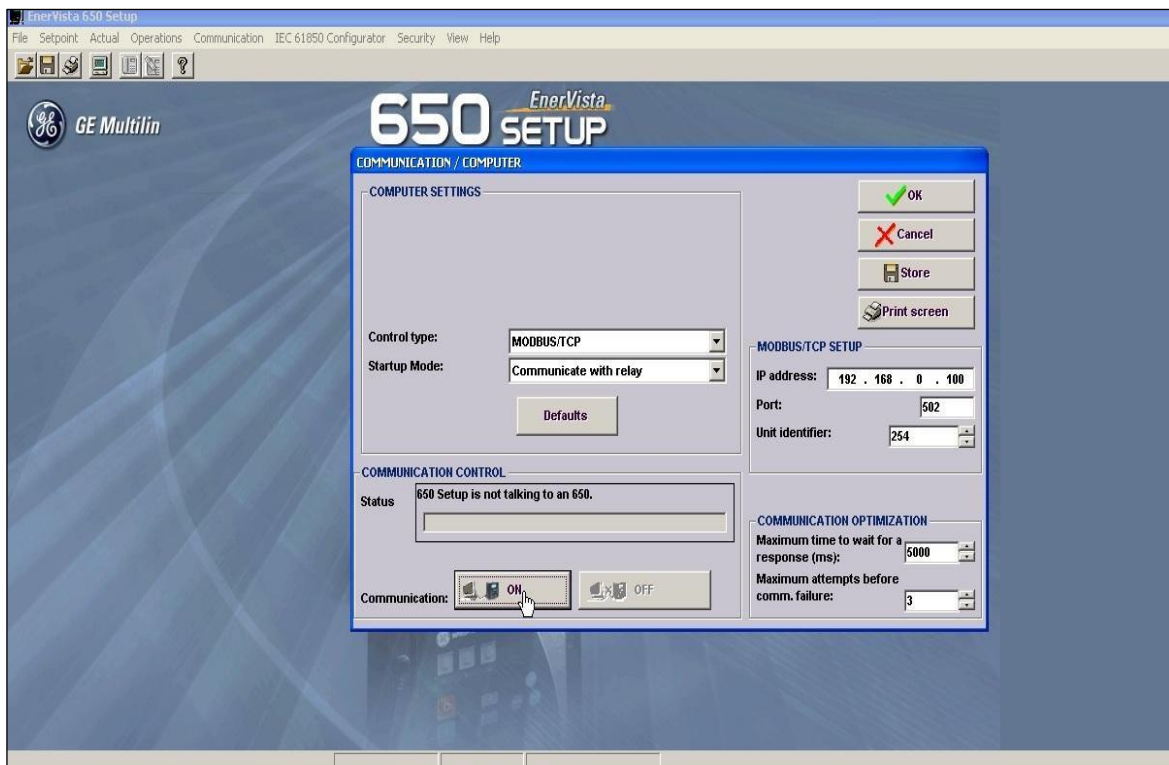 EnerVista 650 Setup
File Setpoint Actual Operations Communication IEC 61850 Configurator Security View Help
GE Multilin
650 EnerVista
SETUP
COMMUNICATION / COMPUTER
COMPUTER SETTINGS
Control type: MODBUS/TCP
Startup Mode: Communicate with relay
Defaults
OK
Cancel
Store
Print screen
MODBUS/TCP SETUP
IP address: 192 . 168 . 0 . 100
Port: 502
Unit identifier: 254
COMMUNICATION CONTROL
Status 650 Setup is not talking to an 650.
Communication: ON OFF
COMMUNICATION OPTIMIZATION
Maximum time to wait for a
response (ms): 5000
Maximum attempts before
comm. failure: 3